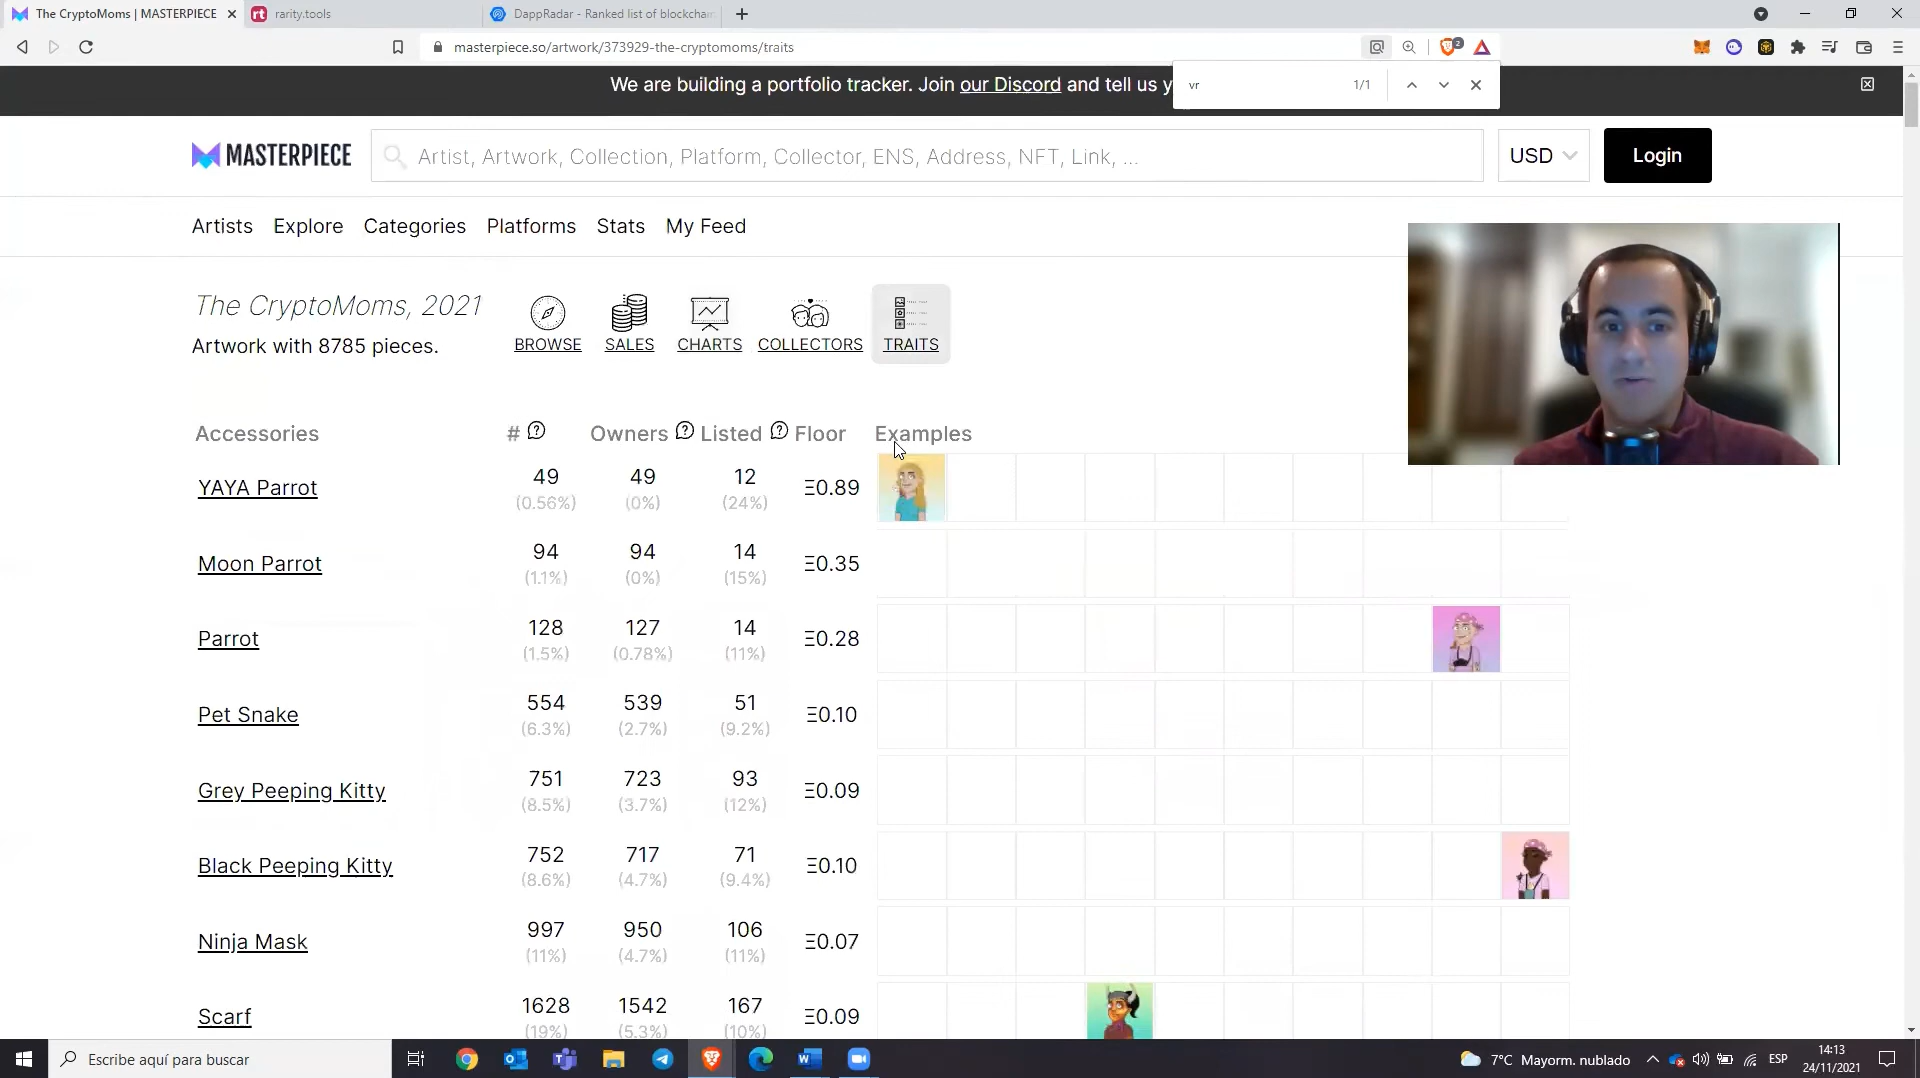 The CryptoMoms | MASTERPIECE
rarity.tools
DappRadar - Ranked list of blockchain
masterpiece.so/artwork/373929-the-cryptomoms/traits
2
We are building a portfolio tracker. Join our Discord and tell us y
vr 1/1
MASTERPIECE
Artist, Artwork, Collection, Platform, Collector, ENS, Address, NFT, Link, ...
USD
Login
Artists Explore Categories Platforms Stats My Feed
The CryptoMoms, 2021
Artwork with 8785 pieces.
BROWSE SALES CHARTS COLLECTORS TRAITS
Accessories # ? Owners ? Listed ? Floor Examples
YAYA Parrot 49 (0.56%) 49 (0%) 12 (24%) Ξ0.89
Moon Parrot 94 (1.1%) 94 (0%) 14 (15%) Ξ0.35
Parrot 128 (1.5%) 127 (0.78%) 14 (11%) Ξ0.28
Pet Snake 554 (6.3%) 539 (2.7%) 51 (9.2%) Ξ0.10
Grey Peeping Kitty 751 (8.5%) 723 (3.7%) 93 (12%) Ξ0.09
Black Peeping Kitty 752 (8.6%) 717 (4.7%) 71 (9.4%) Ξ0.10
Ninja Mask 997 (11%) 950 (4.7%) 106 (11%) Ξ0.07
Scarf 1628 (19%) 1542 (5.3%) 167 (10%) Ξ0.09
Escribe aquí para buscar
7°C Mayorm. nublado
ESP
14:13
24/11/2021